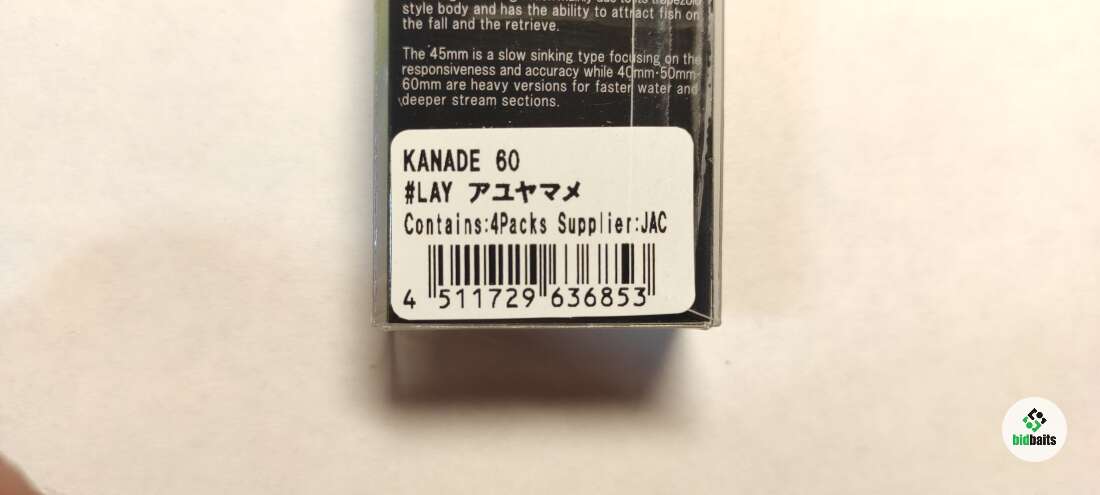 style body and has the ability to attract fish on
the fall and the retrieve.
The 45mm is a slow sinking type focusing on the
responsiveness and accuracy while 40mm·50mm·
60mm are heavy versions for faster water and
deeper stream sections.
KANADE 60
#LAY アユヤマメ
Contains:4Packs Supplier:JAC
4 511729 636853
bidbaits